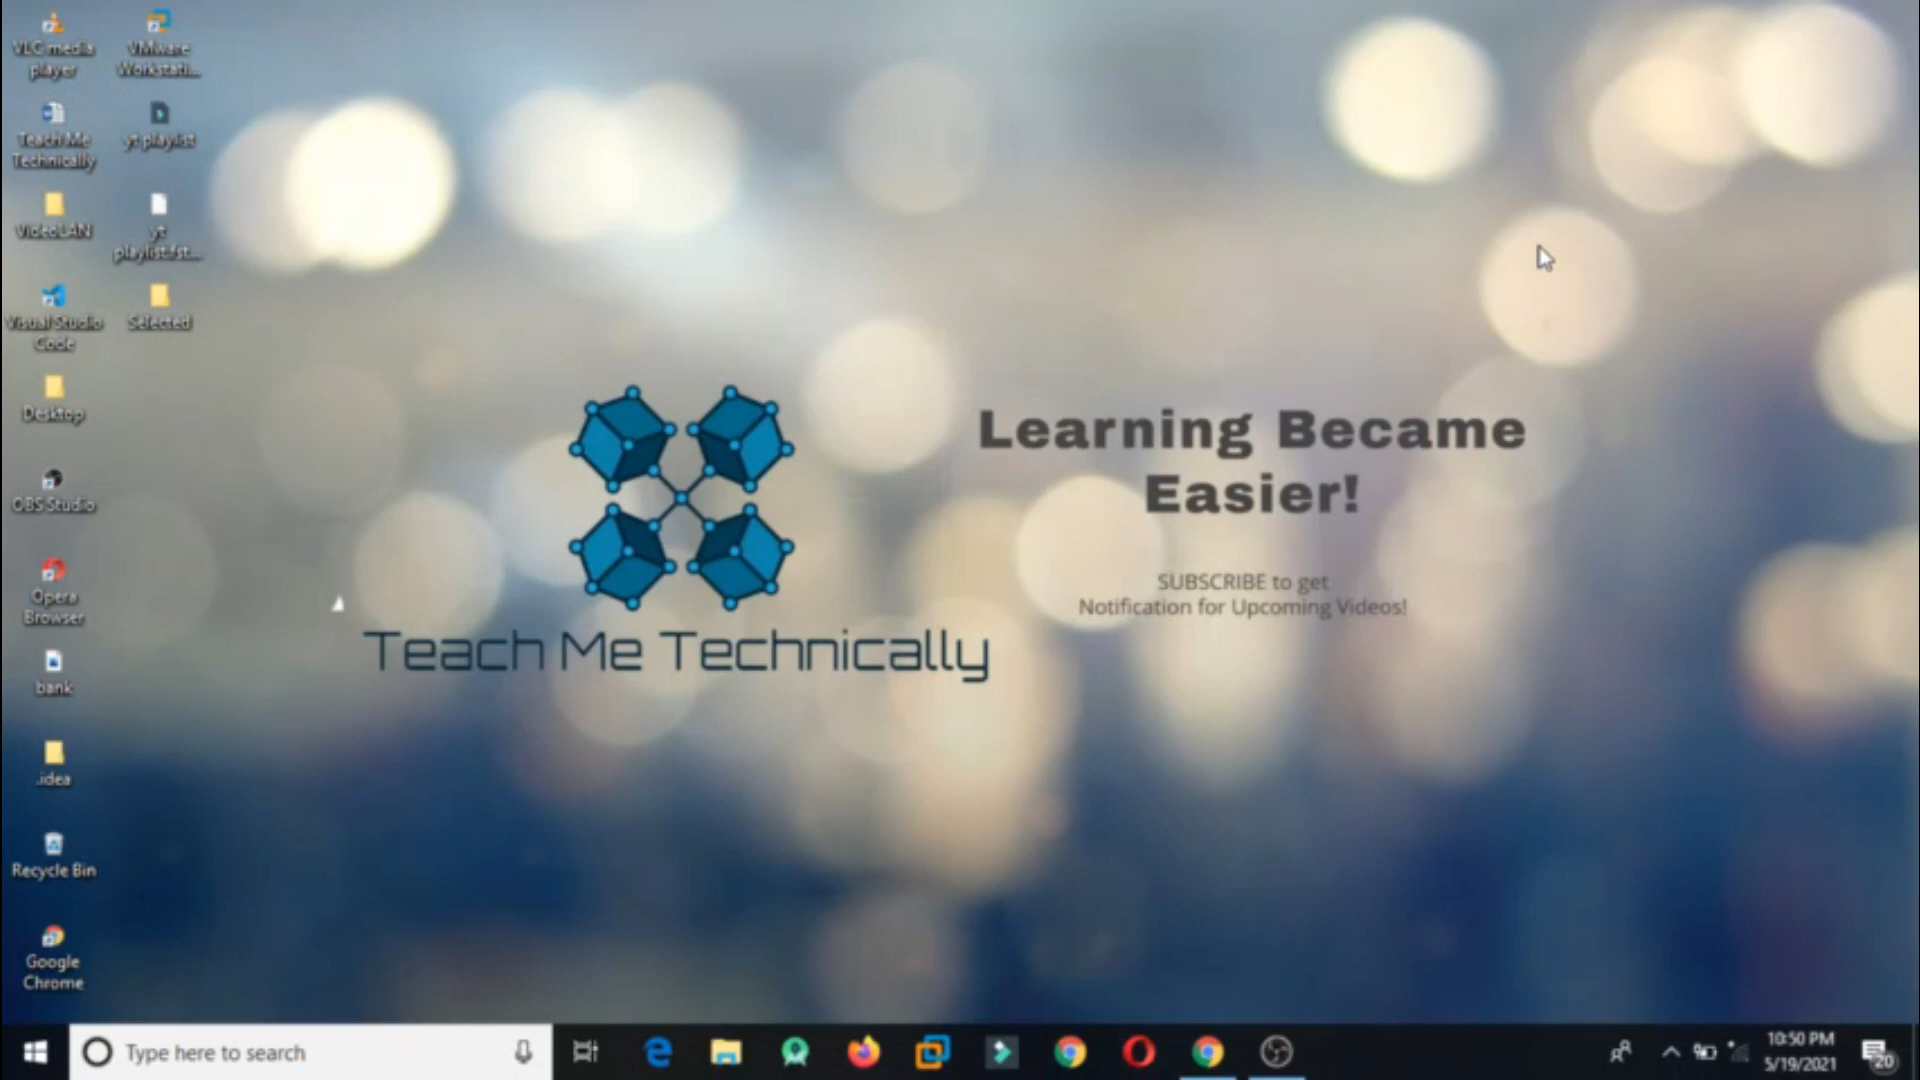 VLC media
player
VMware
Workstati...
Teach Me
Technically
yt playlist
VideoLAN
yt
playlistfst...
Visual Studio
Code
Selected
Desktop
OBS Studio
Opera
Browser
bank
.idea
Recycle Bin
Google
Chrome
Teach Me Technically
Learning Became
Easier!
SUBSCRIBE to get
Notification for Upcoming Videos!
Type here to search
10:50 PM
5/19/2021
20